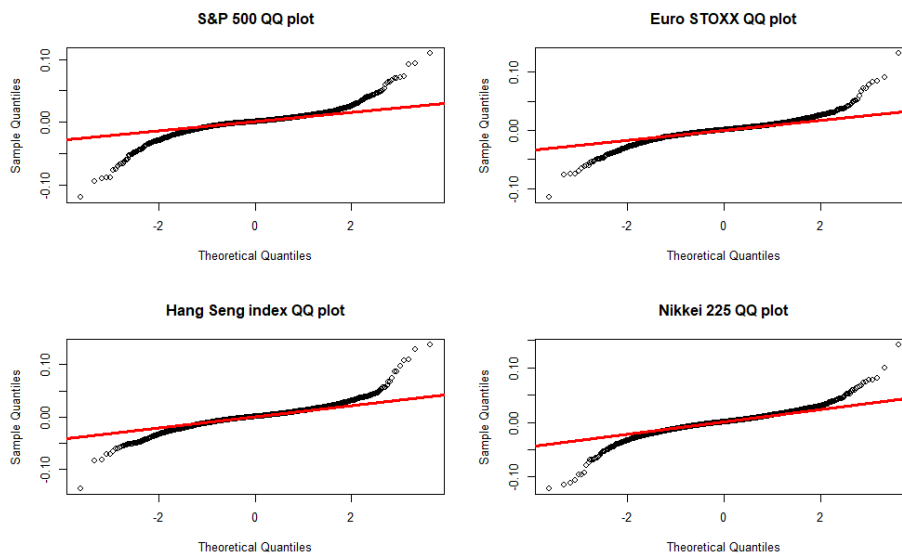 S&P 500 QQ plot
Sample Quantiles
0.10
0.00
-0.10
-2
0
2
Theoretical Quantiles
Euro STOXX QQ plot
Sample Quantiles
0.10
0.00
-0.10
-2
0
2
Theoretical Quantiles
Hang Seng index QQ plot
Sample Quantiles
0.10
0.00
-0.10
-2
0
2
Theoretical Quantiles
Nikkei 225 QQ plot
Sample Quantiles
0.10
0.00
-0.10
-2
0
2
Theoretical Quantiles